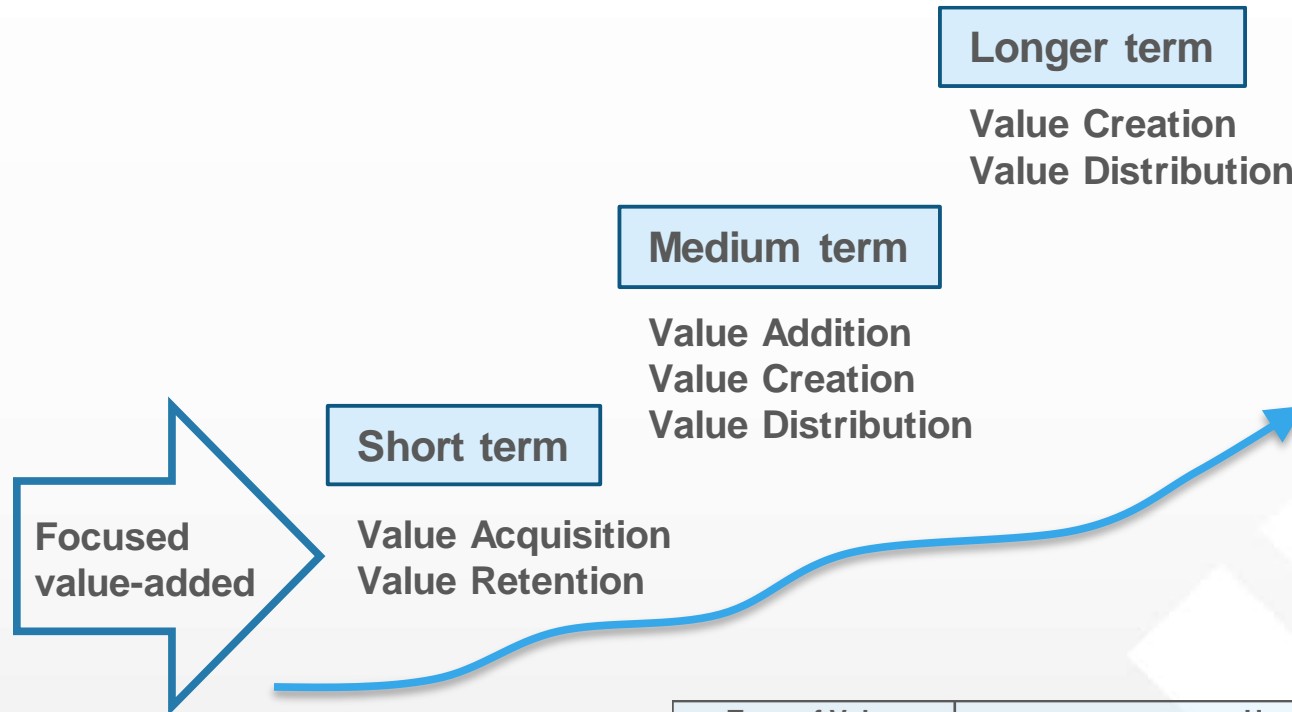 Longer term
Value Creation
Value Distribution
Medium term
Value Addition
Value Creation
Value Distribution
Short term
Focused
value-added
Value Acquisition
Value Retention